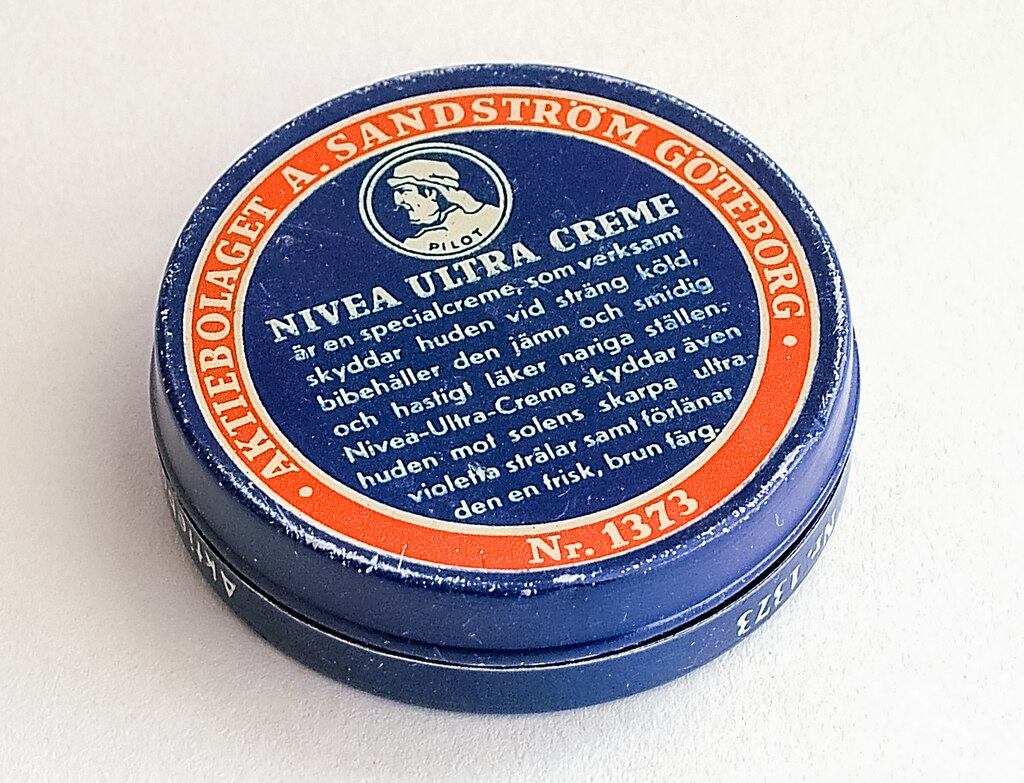 • AKTIEBOLAGET A. SANDSTRÖM GÖTEBORG •
PILOT
NIVEA ULTRA CREME
är en specialcreme, som verksamt
skyddar huden vid sträng köld,
bibehåller den jämn och smidig
och hastigt läker nariga ställen.
Nivea-Ultra-Creme skyddar även
huden mot solens skarpa ultra-
violetta strålar samt förlänar
den en frisk, brun färg.
Nr. 1373
Nr. 1373